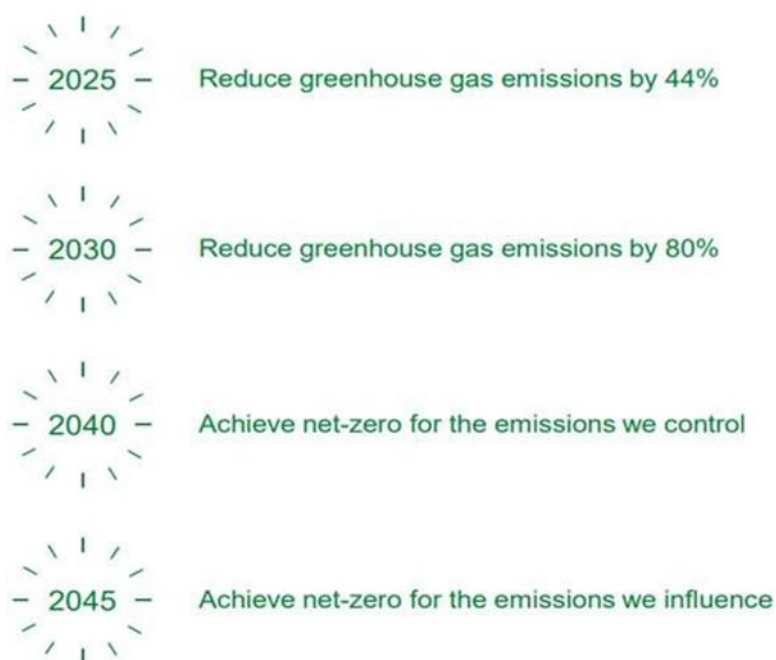 2025 Reduce greenhouse gas emissions by 44%
2030 Reduce greenhouse gas emissions by 80%
2040 Achieve net-zero for the emissions we control
2045 Achieve net-zero for the emissions we influence